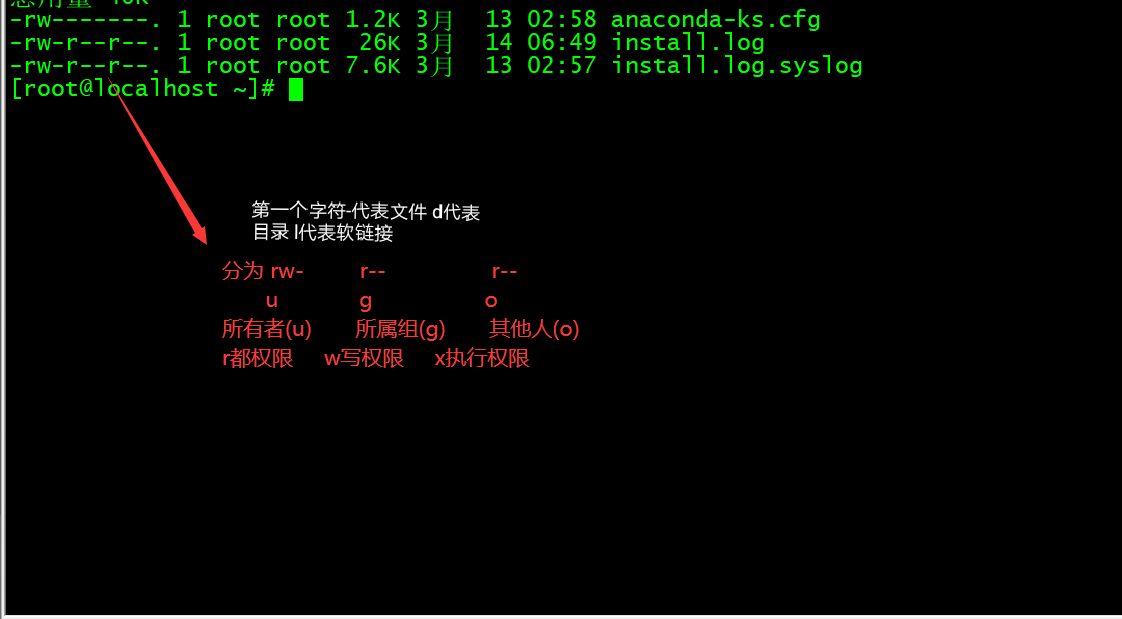 总用量 40K
-rw-------. 1 root root 1.2K 3月  13 02:58 anaconda-ks.cfg
-rw-r--r--. 1 root root  26K 3月  14 06:49 install.log
-rw-r--r--. 1 root root 7.6K 3月  13 02:57 install.log.syslog
[root@localhost ~]#
第一个字符-代表文件 d代表
目录 l代表软链接
分为 rw- r-- r--
u g o
所有者(u) 所属组(g) 其他人(o)
r都权限 w写权限 x执行权限